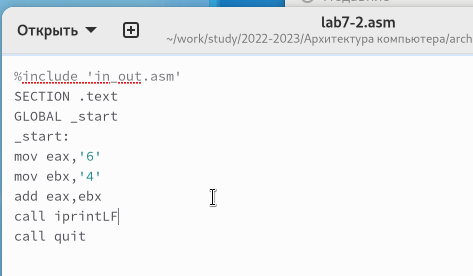 Открыть
lab7-2.asm
~/work/study/2022-2023/Архитектура компьютера/arch
%include 'in_out.asm'
SECTION .text
GLOBAL _start
_start:
mov eax,'6'
mov ebx,'4'
add eax,ebx
call iprintLF
call quit